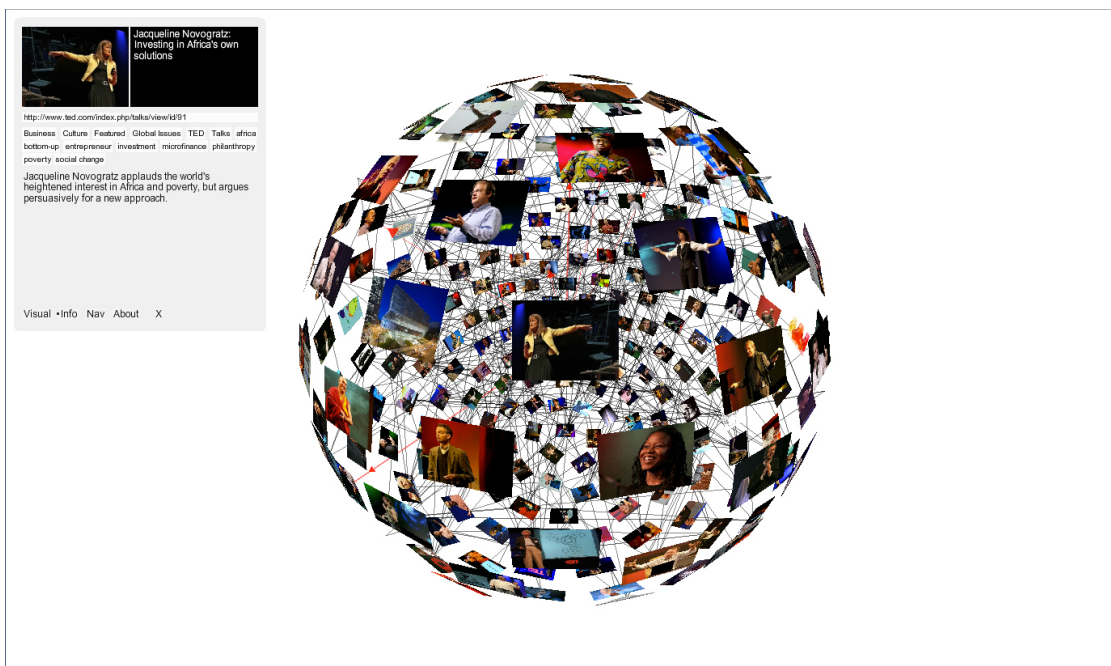 Jacqueline Novogratz:
Investing in Africa's own
solutions
http://www.ted.com/index.php/talks/view/id/91
Business Culture Featured Global Issues TED Talks africa
bottom-up entrepreneur investment microfinance philanthropy
poverty social change
Jacqueline Novogratz applauds the world's
heightened interest in Africa and poverty, but argues
persuasively for a new approach.
Visual •Info Nav About X